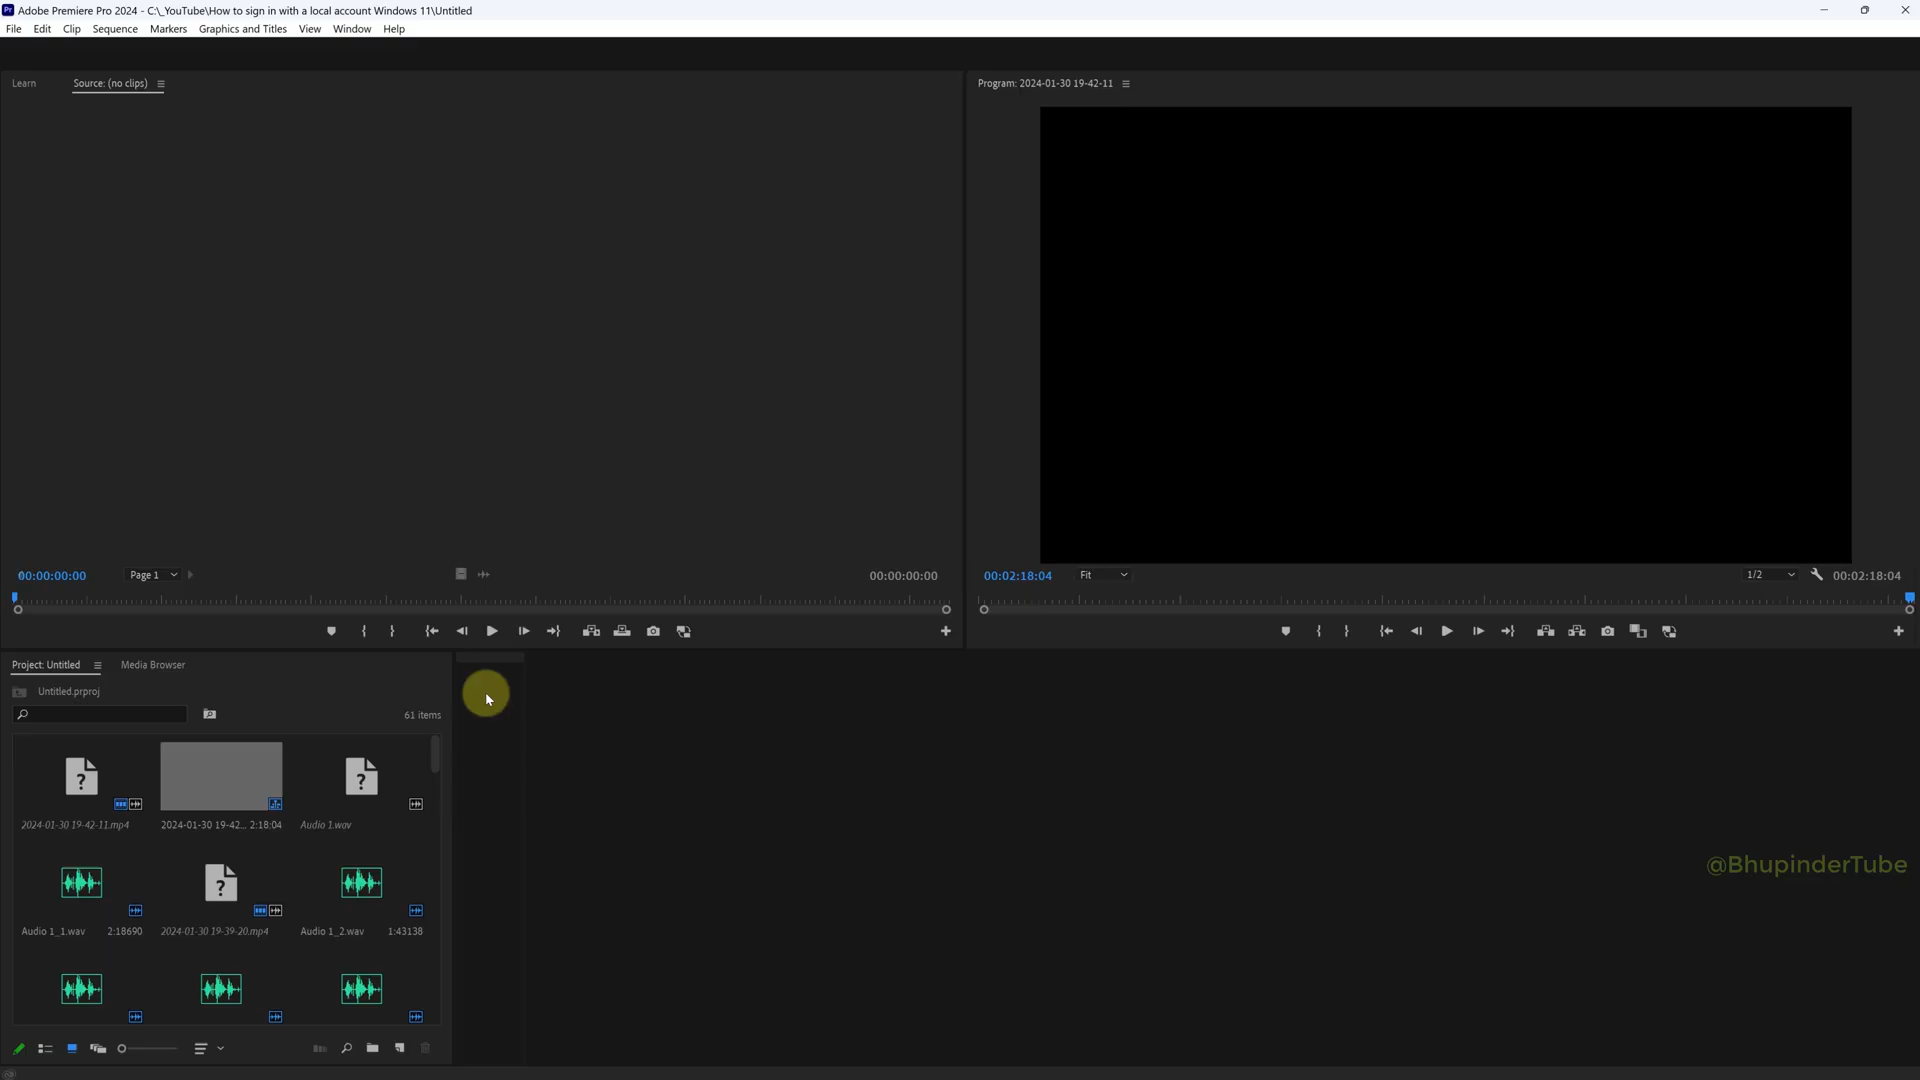 Adobe Premiere Pro 2024 - C:\_YouTube\How to sign in with a local account Windows 11\Untitled
File Edit Clip Sequence Markers Graphics and Titles View Window Help
Learn Source: (no clips)
Program: 2024-01-30 19-42-11
00:00:00:00 Page 1 00:00:00:00
00:02:18:04 Fit 1/2 00:02:18:04
Project: Untitled Media Browser
Untitled.prproj
61 items
2024-01-30 19-42-11.mp4 2024-01-30 19-42... 2:18:04 Audio 1.wav
Audio 1_1.wav 2:18690 2024-01-30 19-39-20.mp4 Audio 1_2.wav 1:43138
@BhupinderTube